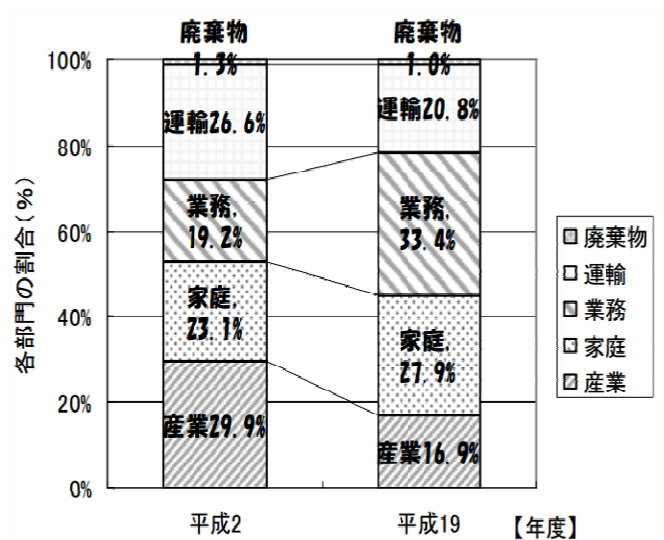 廃棄物
1.3%
廃棄物
1.0%
100%
80%
60%
40%
20%
0%
各部門の割合(%)
運輸26.6%
業務,
19.2%
家庭,
23.1%
産業29.9%
運輸20.8%
業務,
33.4%
家庭,
27.9%
産業16.9%
廃棄物
運輸
業務
家庭
産業
平成2
平成19
【年度】